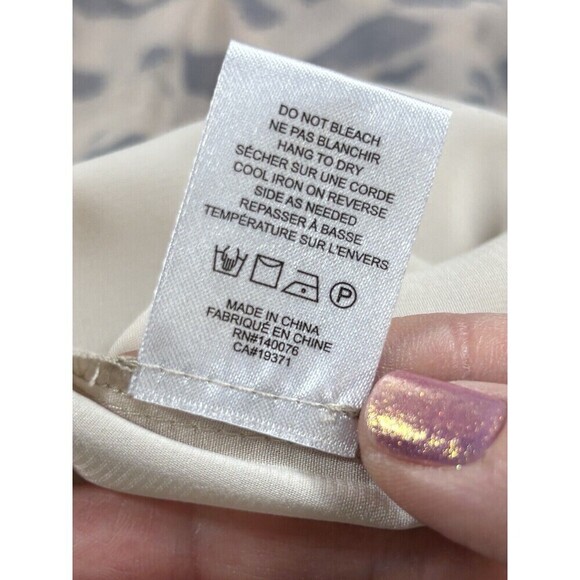 DO NOT BLEACH
NE PAS BLANCHIR
HANG TO DRY
SÉCHER SUR UNE CORDE
COOL IRON ON REVERSE
SIDE AS NEEDED
REPASSER À BASSE
TEMPÉRATURE SUR L'ENVERS
P
MADE IN CHINA
FABRIQUÉ EN CHINE
RN#140076
CA#19371